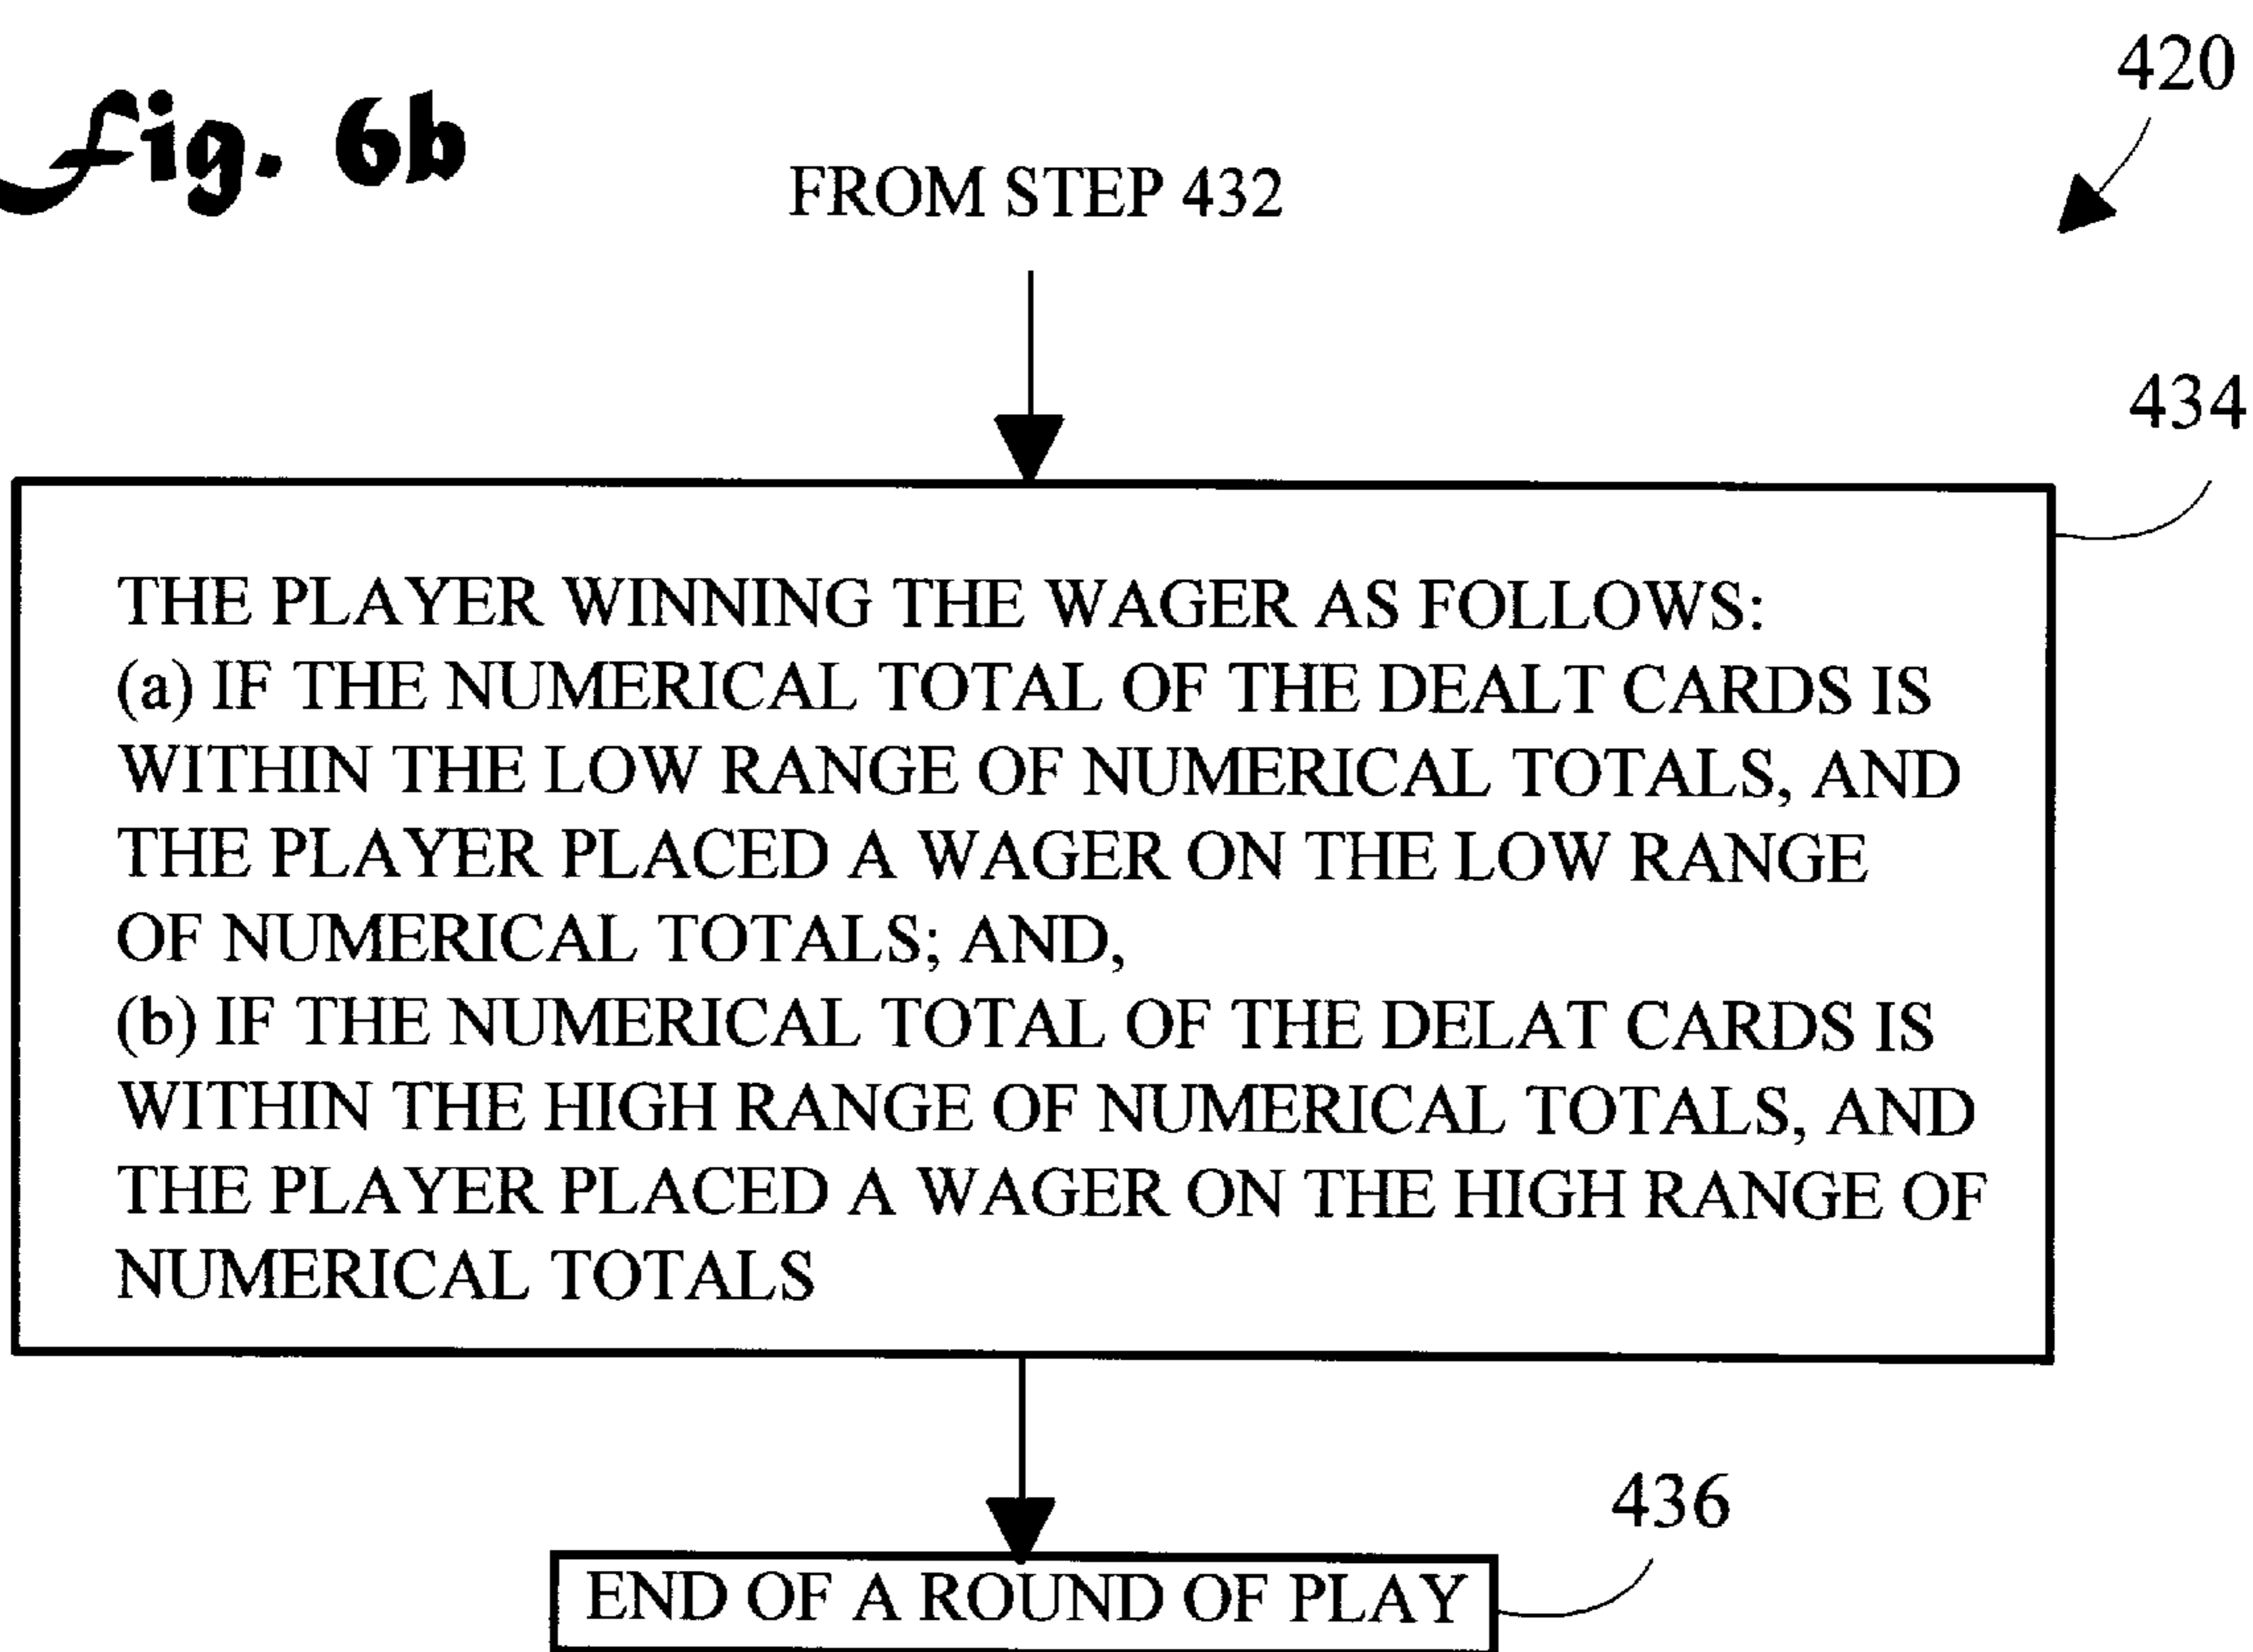 Fig. 6b
420
FROM STEP 432
434
THE PLAYER WINNING THE WAGER AS FOLLOWS:
(a) IF THE NUMERICAL TOTAL OF THE DEALT CARDS IS
WITHIN THE LOW RANGE OF NUMERICAL TOTALS, AND
THE PLAYER PLACED A WAGER ON THE LOW RANGE
OF NUMERICAL TOTALS; AND,
(b) IF THE NUMERICAL TOTAL OF THE DELAT CARDS IS
WITHIN THE HIGH RANGE OF NUMERICAL TOTALS, AND
THE PLAYER PLACED A WAGER ON THE HIGH RANGE OF
NUMERICAL TOTALS
436
END OF A ROUND OF PLAY